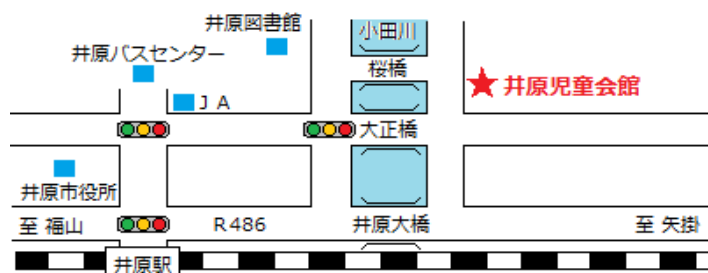 井原図書館
小田川
井原バスセンター
桜橋
★井原児童会館
ＪＡ
大正橋
井原市役所
至 福山
R486
井原大橋
至 矢掛
井原駅